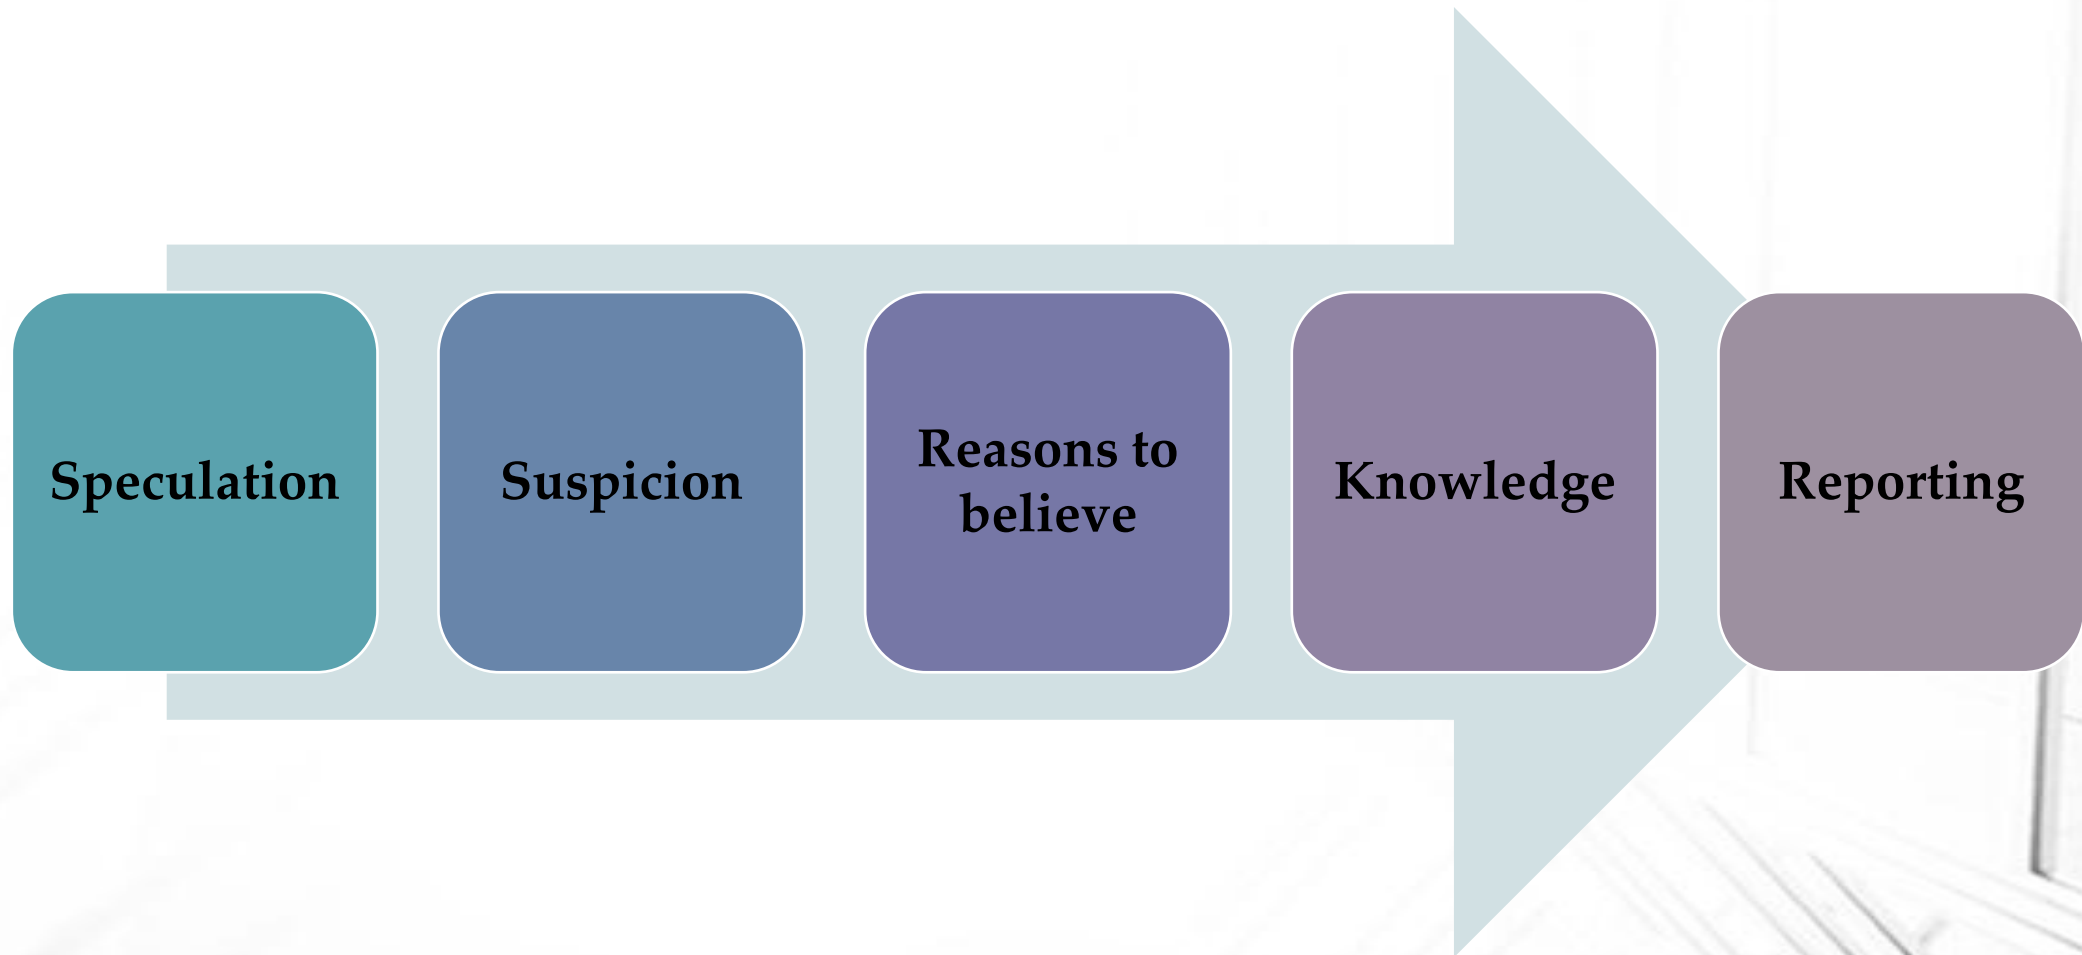 Speculation
Suspicion
Reasons to
believe
Knowledge
Reporting